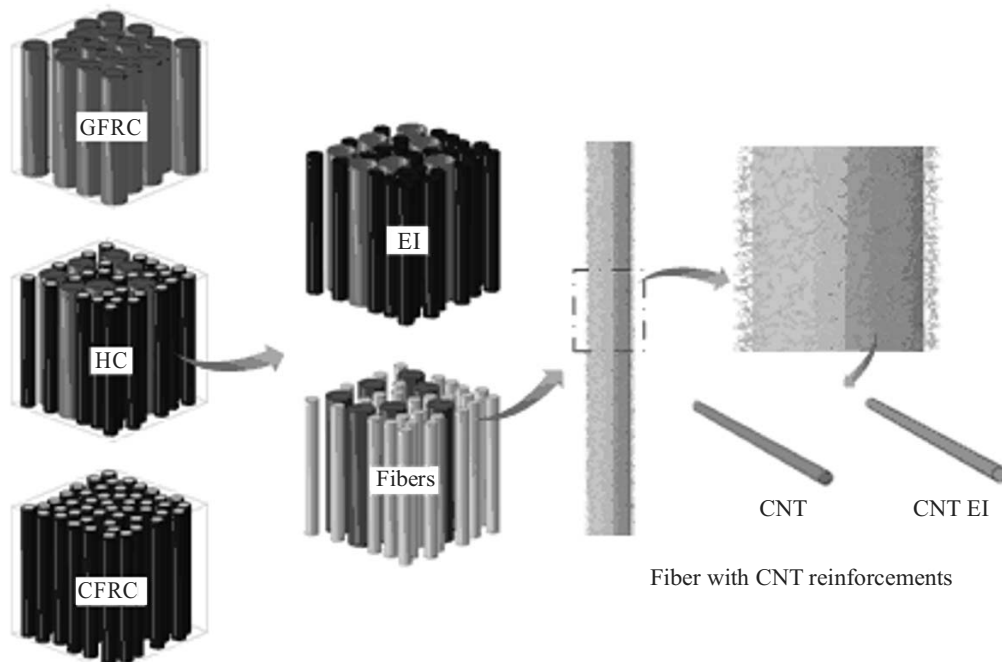 GFRC
EI
HC
Fibers
CFRC
CNT
CNT EI
Fiber with CNT reinforcements